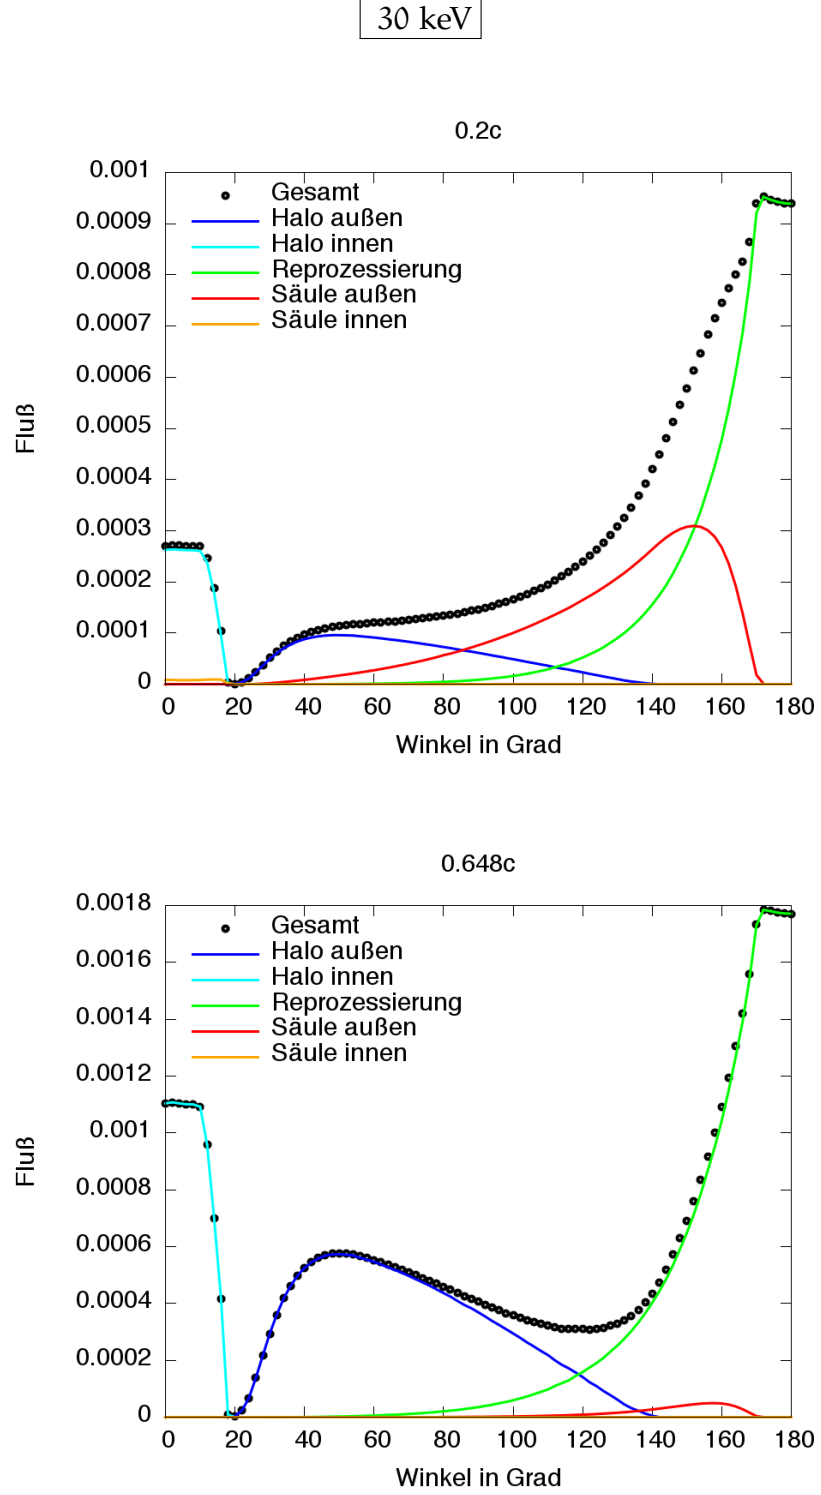 30 keV
0.2c
0.001
0.0009
0.0008
0.0007
0.0006
0.0005
0.0004
0.0003
0.0002
0.0001
0
Gesamt
Halo außen
Halo innen
Reprozessierung
Säule außen
Säule innen
Fluß
0 20 40 60 80 100 120 140 160 180
Winkel in Grad
0.648c
0.0018
0.0016
0.0014
0.0012
0.001
0.0008
0.0006
0.0004
0.0002
0
Gesamt
Halo außen
Halo innen
Reprozessierung
Säule außen
Säule innen
Fluß
0 20 40 60 80 100 120 140 160 180
Winkel in Grad